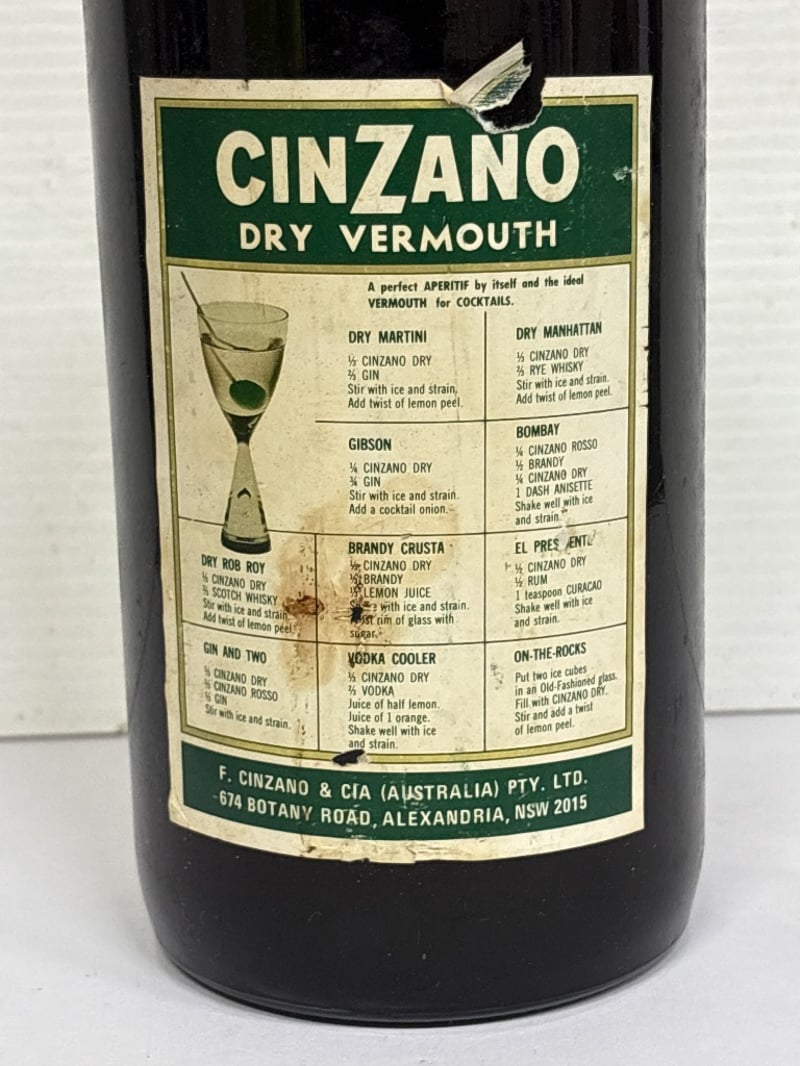 CINZANO
DRY VERMOUTH
A perfect APERITIF by itself and the ideal
VERMOUTH for COCKTAILS.
DRY MARTINI
⅓ CINZANO DRY
⅔ GIN
Stir with ice and strain.
Add twist of lemon peel.
DRY MANHATTAN
⅓ CINZANO DRY
⅔ RYE WHISKY
Stir with ice and strain.
Add twist of lemon peel.
GIBSON
¼ CINZANO DRY
¾ GIN
Stir with ice and strain.
Add a cocktail onion.
BOMBAY
¼ CINZANO ROSSO
½ BRANDY
¼ CINZANO DRY
1 DASH ANISETTE
Shake well with ice
and strain.
DRY ROB ROY
⅓ CINZANO DRY
⅔ SCOTCH WHISKY
Stir with ice and strain.
Add twist of lemon peel.
BRANDY CRUSTA
CINZANO DRY
BRANDY
LEMON JUICE
with ice and strain.
rim of glass with
sugar.
EL
½ CINZANO DRY
½ RUM
1 teaspoon CURACAO
Shake well with ice
and strain.
GIN AND TWO
⅓ CINZANO DRY
⅓ CINZANO ROSSO
⅓ GIN
Stir with ice and strain.
VODKA COOLER
⅓ CINZANO DRY
⅔ VODKA
Juice of half lemon.
Juice of 1 orange.
Shake well with ice
and strain.
ON-THE-ROCKS
Put two ice cubes
in an Old-Fashioned glass.
Fill with CINZANO DRY.
Stir and add a twist
of lemon peel.
F. CINZANO & CIA (AUSTRALIA) PTY. LTD.
674 BOTANY ROAD, ALEXANDRIA, NSW 2015